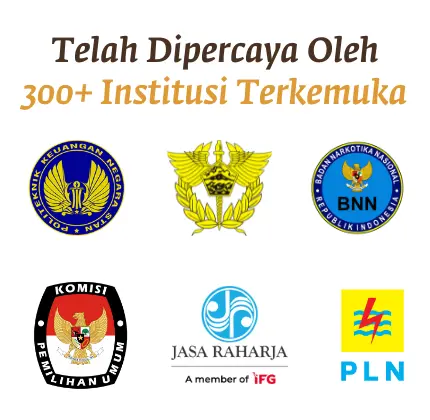 Telah Dipercaya Oleh
300+ Institusi Terkemuka
POLITEKNIK KEUANGAN NEGARA
STAN
BADAN NARKOTIKA NASIONAL
BNN
REPUBLIK INDONESIA
KOMISI
PEMILIHAN UMUM
JASA RAHARJA
A member of IFG
PLN